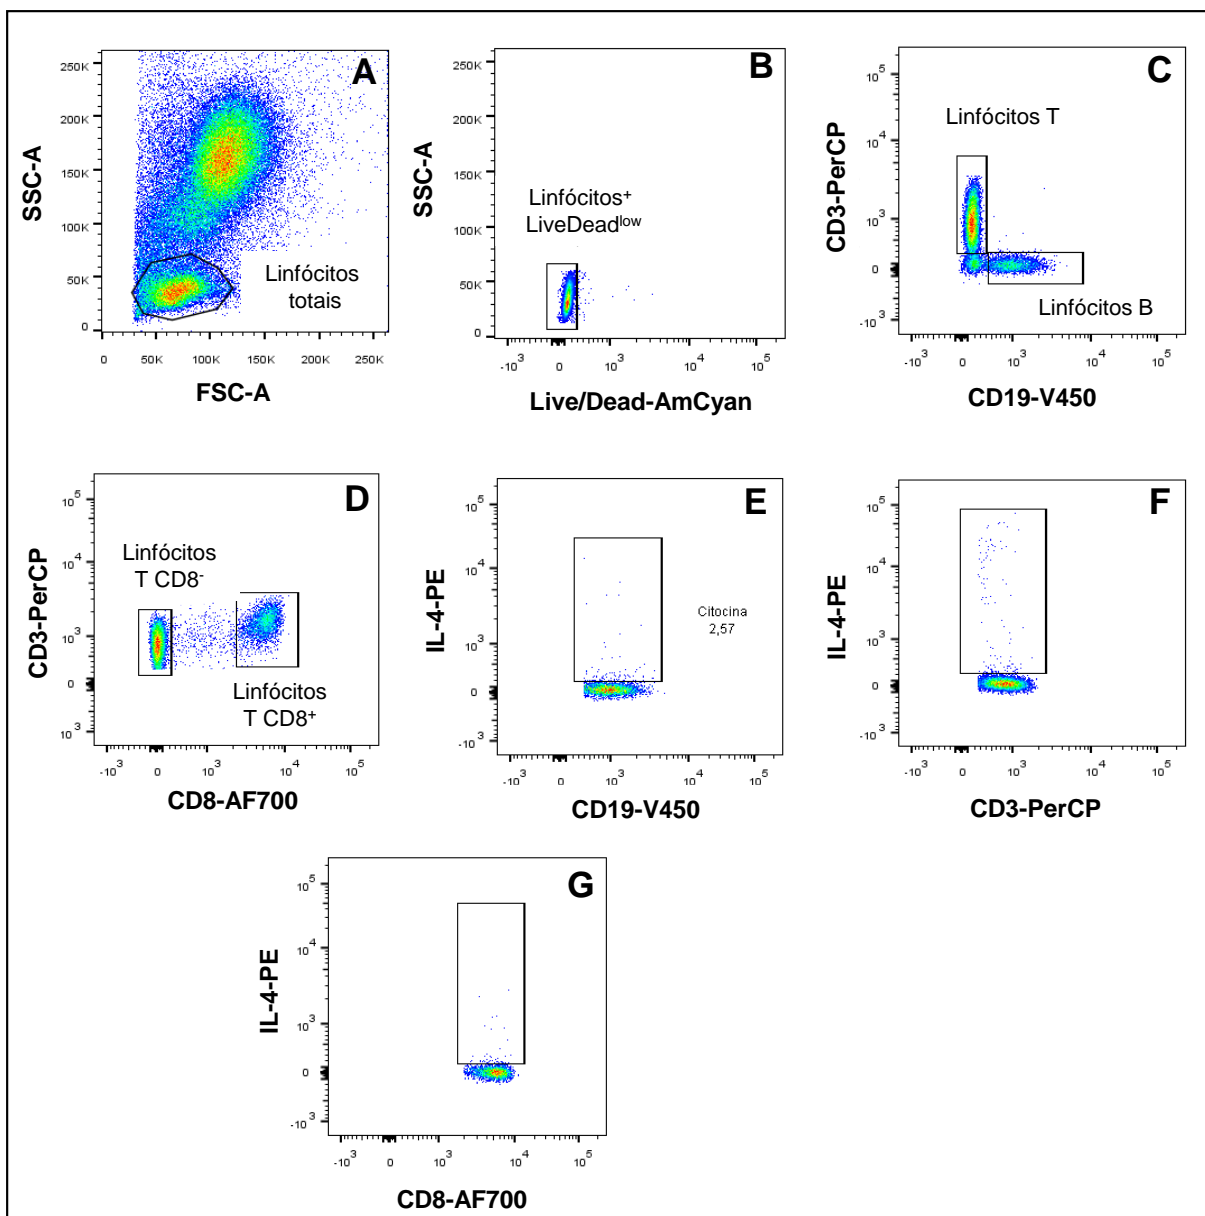 A
250K
200K
150K
100K
50K
0
SSC-A
Linfócitos
totais
0 50K 100K 150K 200K 250K
FSC-A
B
250K
200K
150K
100K
50K
0
SSC-A
Linfócitos⁺
LiveDeadˡᵒʷ
-10³ 0 10³ 10⁴ 10⁵
Live/Dead-AmCyan
C
10⁵
10⁴
10³
0
-10³
CD3-PerCP
Linfócitos T
Linfócitos B
-10³ 0 10³ 10⁴ 10⁵
CD19-V450
D
10⁵
10⁴
10³
0
10³
CD3-PerCP
Linfócitos
T CD8⁻
Linfócitos
T CD8⁺
-10³ 0 10³ 10⁴ 10⁵
CD8-AF700
E
10⁵
10⁴
10³
0
-10³
IL-4-PE
Citocina
2,57
-10³ 0 10³ 10⁴ 10⁵
CD19-V450
F
10⁵
10⁴
10³
0
-10³
IL-4-PE
-10³ 0 10³ 10⁴ 10⁵
CD3-PerCP
G
10⁵
10⁴
10³
0
-10³
IL-4-PE
-10³ 0 10³ 10⁴ 10⁵
CD8-AF700